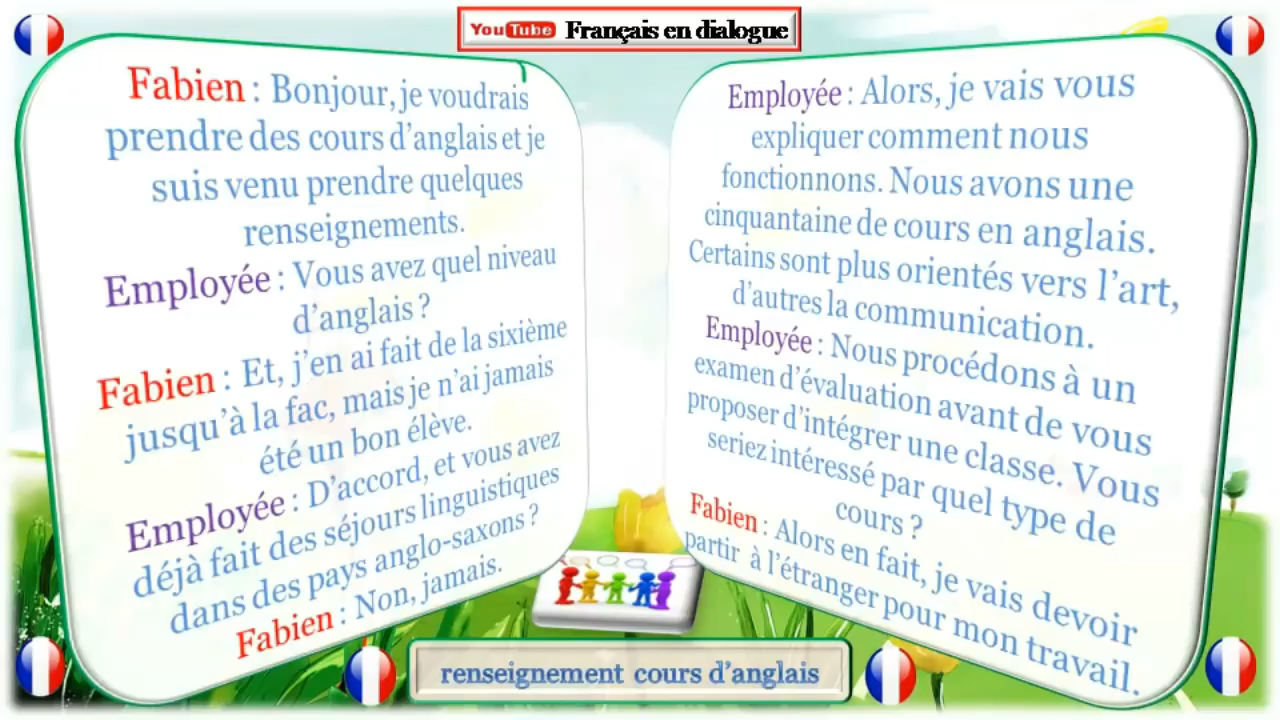 YouTube Français en dialogue
Fabien : Bonjour, je voudrais
prendre des cours d'anglais et je
suis venu prendre quelques
renseignements.
Employée : Vous avez quel niveau
d'anglais ?
Fabien : Et, j'en ai fait de la sixième
jusqu'à la fac, mais je n'ai jamais
été un bon élève.
Employée : D'accord, et vous avez
déjà fait des séjours linguistiques
dans des pays anglo-saxons ?
Fabien : Non, jamais.
Employée : Alors, je vais vous
expliquer comment nous
fonctionnons. Nous avons une
cinquantaine de cours en anglais.
Certains sont plus orientés vers l'art,
d'autres la communication.
Employée : Nous procédons à un
examen d'évaluation avant de vous
proposer d'intégrer une classe. Vous
seriez intéressé par quel type de
cours ?
Fabien : Alors en fait, je vais devoir
partir à l'étranger pour mon travail.
renseignement cours d'anglais